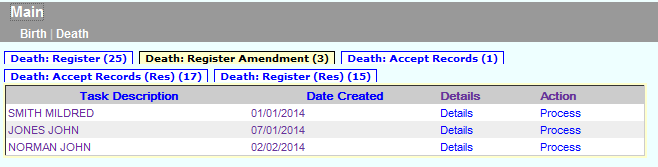 Main
Birth | Death
Death: Register (25) Death: Register Amendment (3) Death: Accept Records (1)
Death: Accept Records (Res) (17) Death: Register (Res) (15)
Task Description Date Created Details Action
SMITH MILDRED 01/01/2014 Details Process
JONES JOHN 07/01/2014 Details Process
NORMAN JOHN 02/02/2014 Details Process